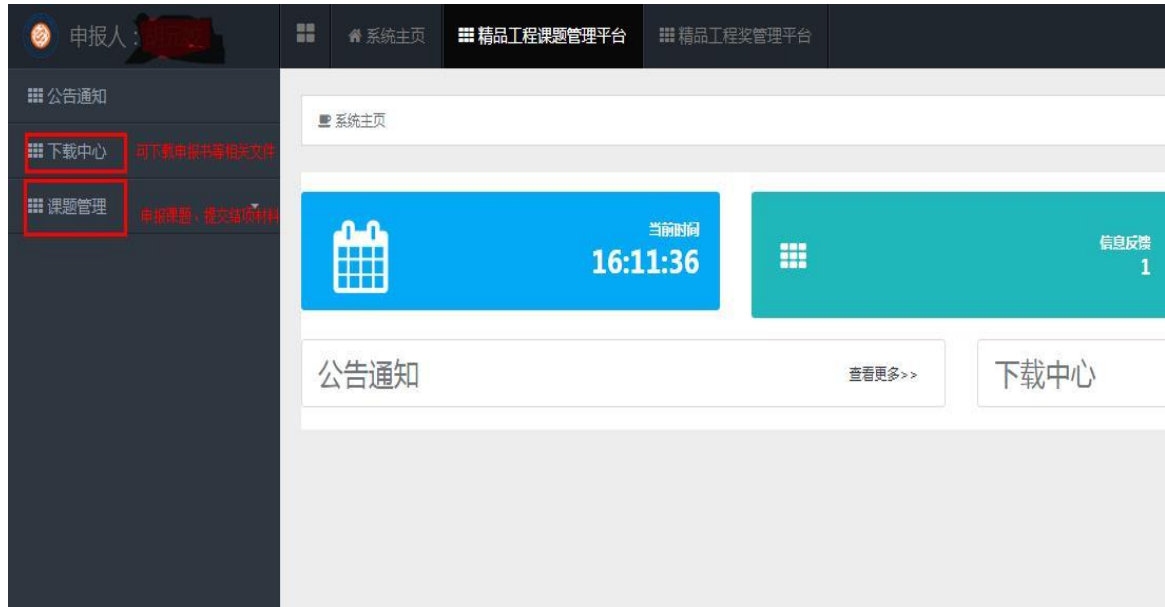 申报人：
系统主页
精品工程课题管理平台
精品工程奖管理平台
公告通知
下载中心
可下载申报书等相关文件
课题管理
申报课题、提交结项材料
系统主页
当前时间
16:11:36
信息反馈
1
公告通知
查看更多>>
下载中心